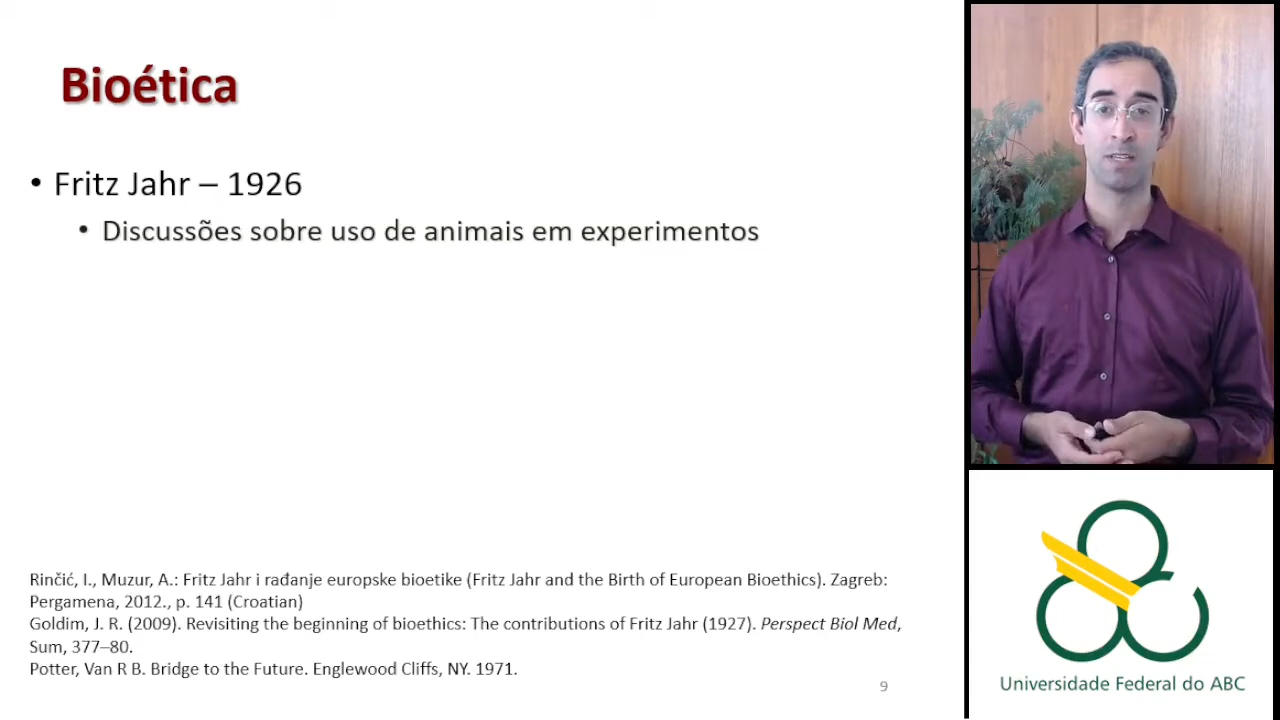 Bioética
• Fritz Jahr – 1926
• Discussões sobre uso de animais em experimentos
Rinčić, I., Muzur, A.: Fritz Jahr i rađanje europske bioetike (Fritz Jahr and the Birth of European Bioethics). Zagreb:
Pergamena, 2012., p. 141 (Croatian)
Goldim, J. R. (2009). Revisiting the beginning of bioethics: The contributions of Fritz Jahr (1927). Perspect Biol Med,
Sum, 377–80.
Potter, Van R B. Bridge to the Future. Englewood Cliffs, NY. 1971.
9
Universidade Federal do ABC